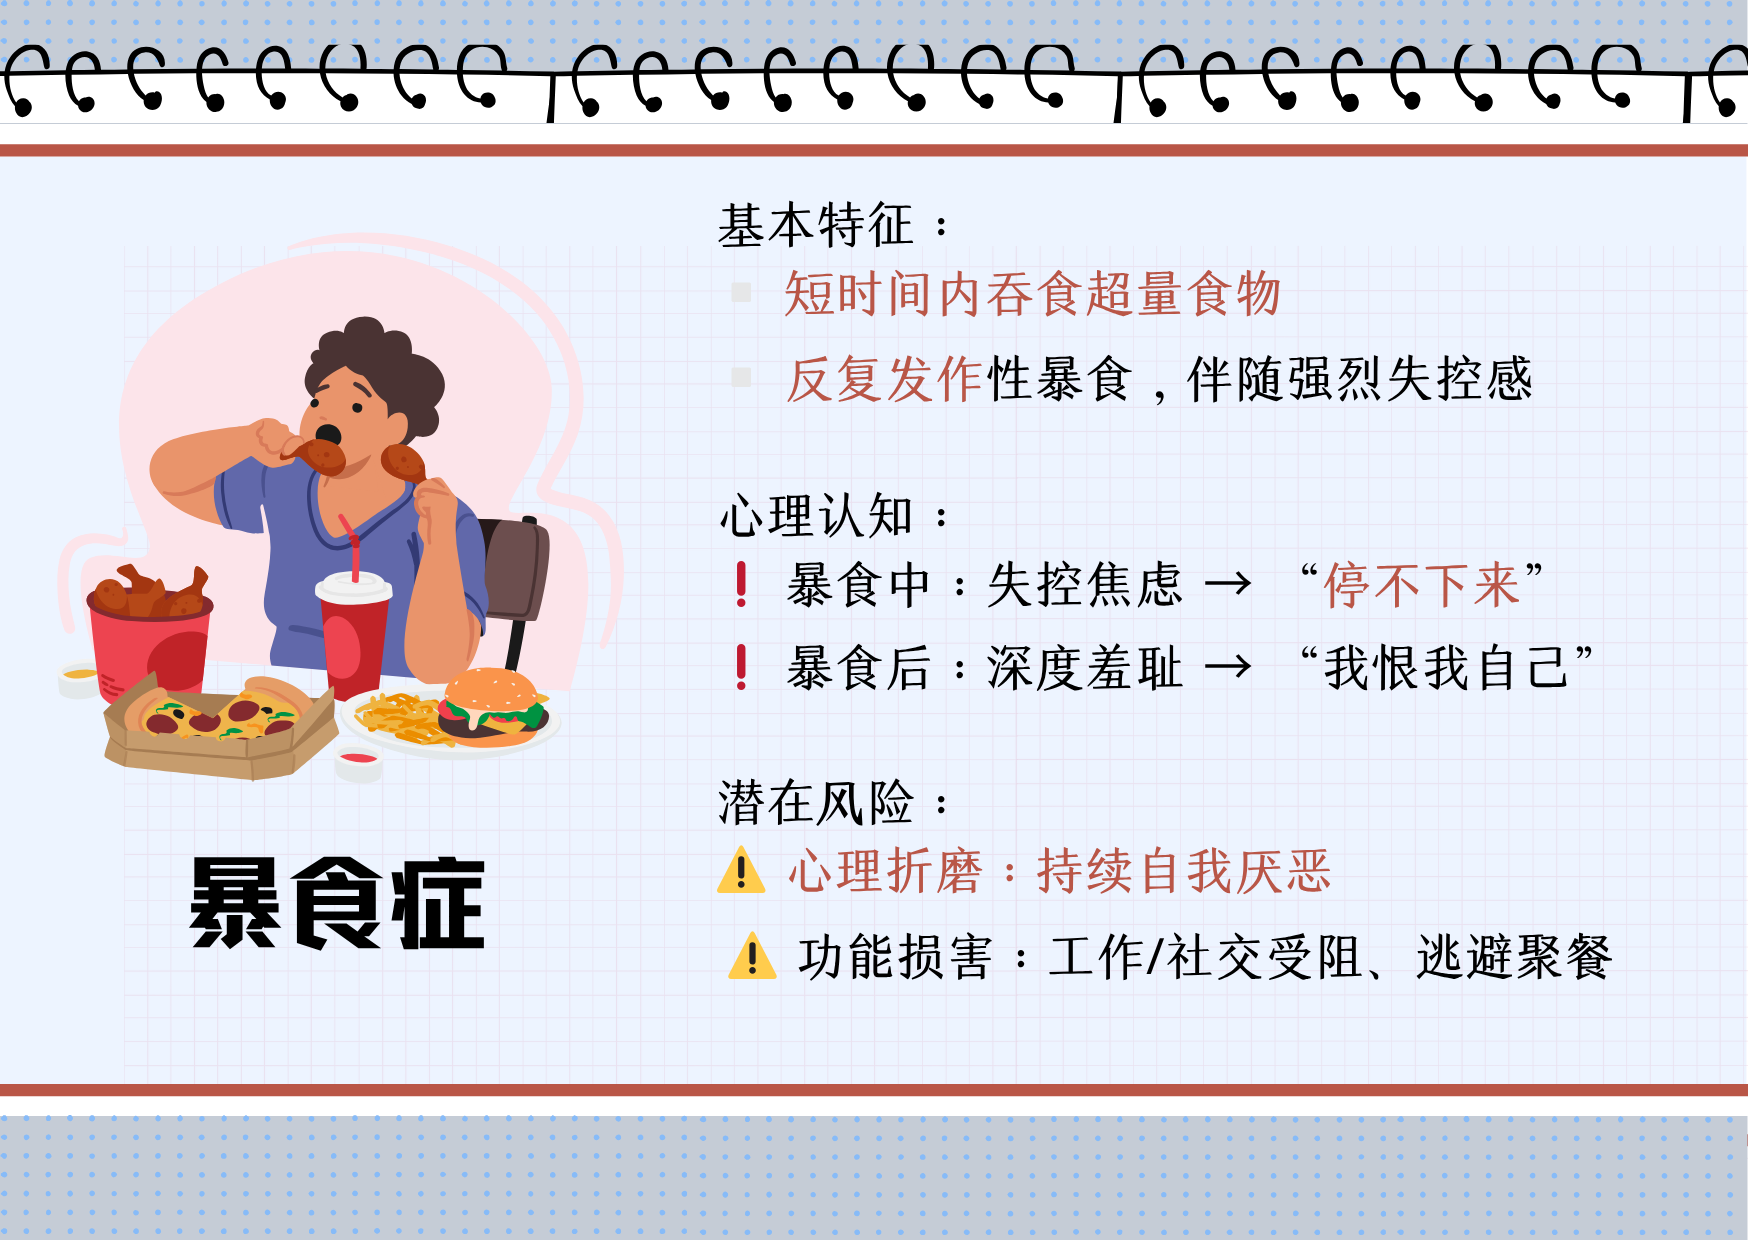 基本特征：
短时间内吞食超量食物
反复发作性暴食，伴随强烈失控感
心理认知：
❗ 暴食中：失控焦虑 → “停不下来”
❗ 暴食后：深度羞耻 → “我恨我自己”
潜在风险：
⚠️ 心理折磨：持续自我厌恶
⚠️ 功能损害：工作/社交受阻、逃避聚餐
暴食症